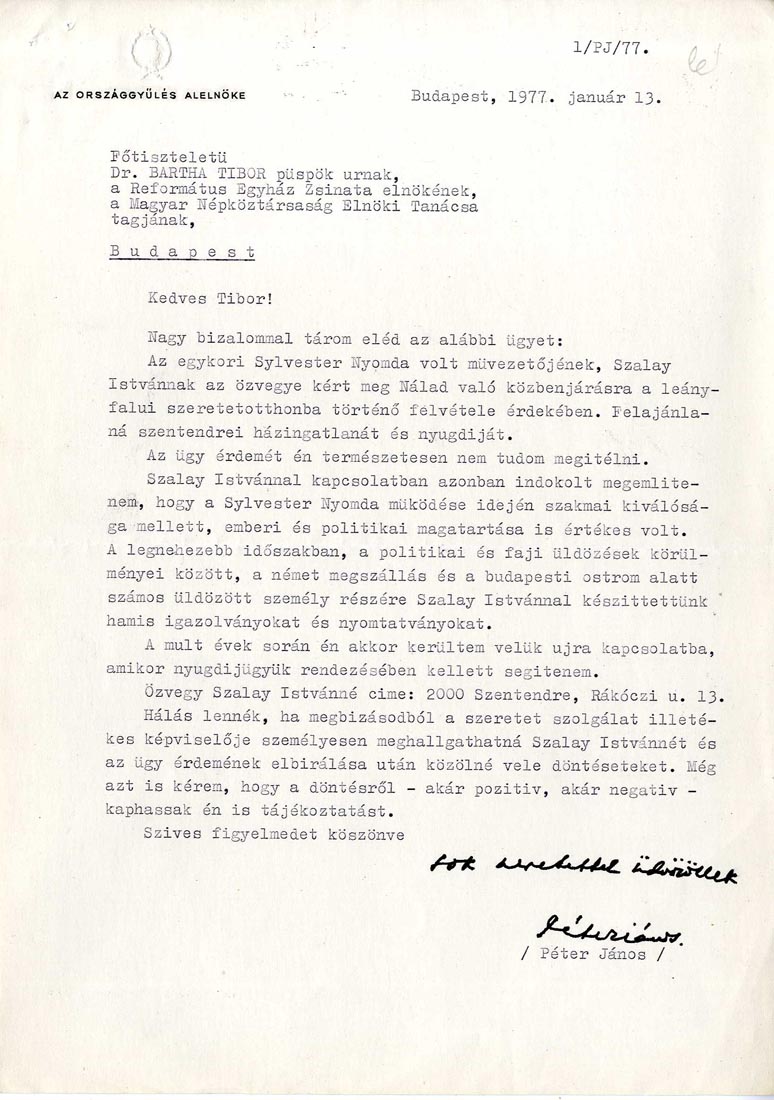 1/PJ/77.
AZ ORSZÁGGYŰLÉS ALELNÖKE
Budapest, 1977. január 13.
Főtiszteletü
Dr. BARTHA TIBOR püspök urnak,
a Református Egyház Zsinata elnökének,
a Magyar Népköztársaság Elnöki Tanácsa
tagjának,
B u d a p e s t
Kedves Tibor!
Nagy bizalommal tárom eléd az alábbi ügyet:
Az egykori Sylvester Nyomda volt müvezetőjének, Szalay
Istvánnak az özvegye kért meg Nálad való közbenjárásra a leány-
falui szeretetotthonba történő felvétele érdekében. Felajánla-
ná szentendrei házingatlanát és nyugdiját.
Az ügy érdemét én természetesen nem tudom megitélni.
Szalay Istvánnal kapcsolatban azonban indokolt megemlite-
nem, hogy a Sylvester Nyomda müködése idején szakmai kiválósá-
ga mellett, emberi és politikai magatartása is értékes volt.
A legnehezebb időszakban, a politikai és faji üldözések körül-
ményei között, a német megszállás és a budapesti ostrom alatt
számos üldözött személy részére Szalay Istvánnal készittettünk
hamis igazolványokat és nyomtatványokat.
A mult évek során én akkor kerültem velük ujra kapcsolatba,
amikor nyugdijügyük rendezésében kellett segitenem.
Özvegy Szalay Istvánné cime: 2000 Szentendre, Rákóczi u. 13.
Hálás lennék, ha megbizásodból a szeretet szolgálat illeté-
kes képviselője személyesen meghallgathatná Szalay Istvánnét és
az ügy érdemének elbirálása után közölné vele döntéseteket. Még
azt is kérem, hogy a döntésről - akár pozitiv, akár negativ -
kaphassak én is tájékoztatást.
Szives figyelmedet köszönve
sok szeretettel üdvözöllek
Péter János.
/ Péter János /